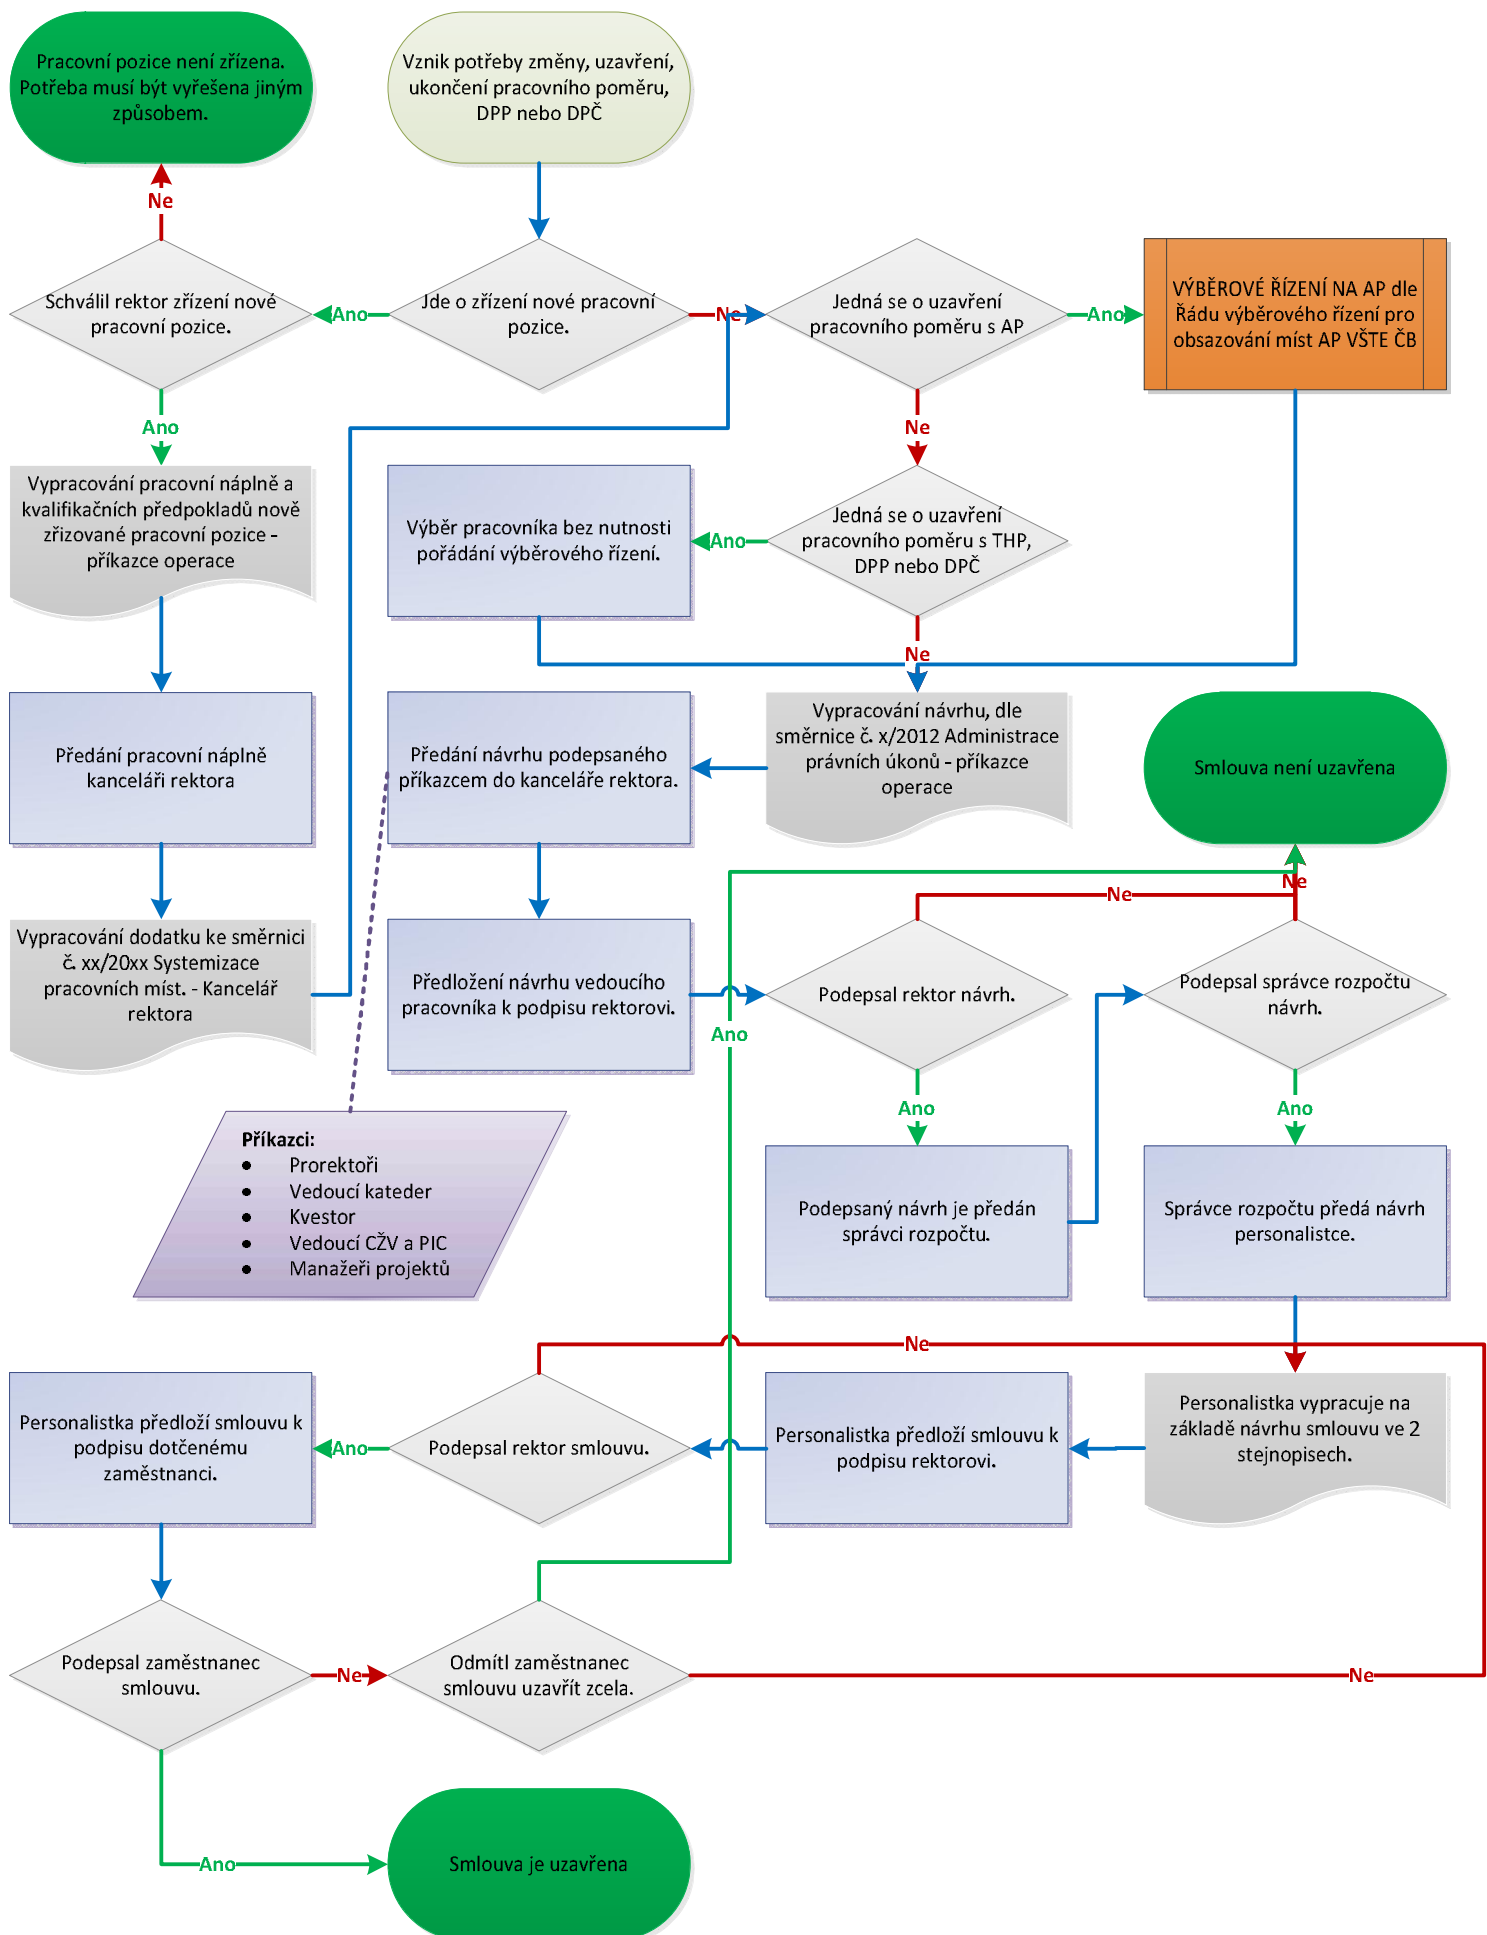 Pracovní pozice není zřízena.
Potřeba musí být vyřešena jiným
způsobem.
Vznik potřeby změny, uzavření,
ukončení pracovního poměru,
DPP nebo DPČ
Ne
Schválil rektor zřízení nové
pracovní pozice.
Ano
Jde o zřízení nové pracovní
pozice.
Ne
Jedná se o uzavření
pracovního poměru s AP
Ano
VÝBĚROVÉ ŘÍZENÍ NA AP dle
Řádu výběrového řízení pro
obsazování míst AP VŠTE ČB
Ano
Ne
Vypracování pracovní náplně a
kvalifikačních předpokladů nově
zřizované pracovní pozice -
příkazce operace
Výběr pracovníka bez nutnosti
pořádání výběrového řízení.
Ano
Jedná se o uzavření
pracovního poměru s THP,
DPP nebo DPČ
Ne
Předání pracovní náplně
kanceláři rektora
Předání návrhu podepsaného
příkazcem do kanceláře rektora.
Vypracování návrhu, dle
směrnice č. x/2012 Administrace
právních úkonů - příkazce
operace
Smlouva není uzavřena
Ne
Ne
Vypracování dodatku ke směrnici
č. xx/20xx Systemizace
pracovních míst. - Kancelář
rektora
Předložení návrhu vedoucího
pracovníka k podpisu rektorovi.
Ano
Podepsal rektor návrh.
Podepsal správce rozpočtu
návrh.
Ano
Ano
Příkazci:
● Prorektoři
● Vedoucí kateder
● Kvestor
● Vedoucí CŽV a PIC
● Manažeři projektů
Podepsaný návrh je předán
správci rozpočtu.
Správce rozpočtu předá návrh
personalistce.
Ne
Personalistka předloží smlouvu k
podpisu dotčenému
zaměstnanci.
Ano
Podepsal rektor smlouvu.
Personalistka předloží smlouvu k
podpisu rektorovi.
Personalistka vypracuje na
základě návrhu smlouvu ve 2
stejnopisech.
Podepsal zaměstnanec
smlouvu.
Ne
Odmítl zaměstnanec
smlouvu uzavřít zcela.
Ne
Ano
Smlouva je uzavřena